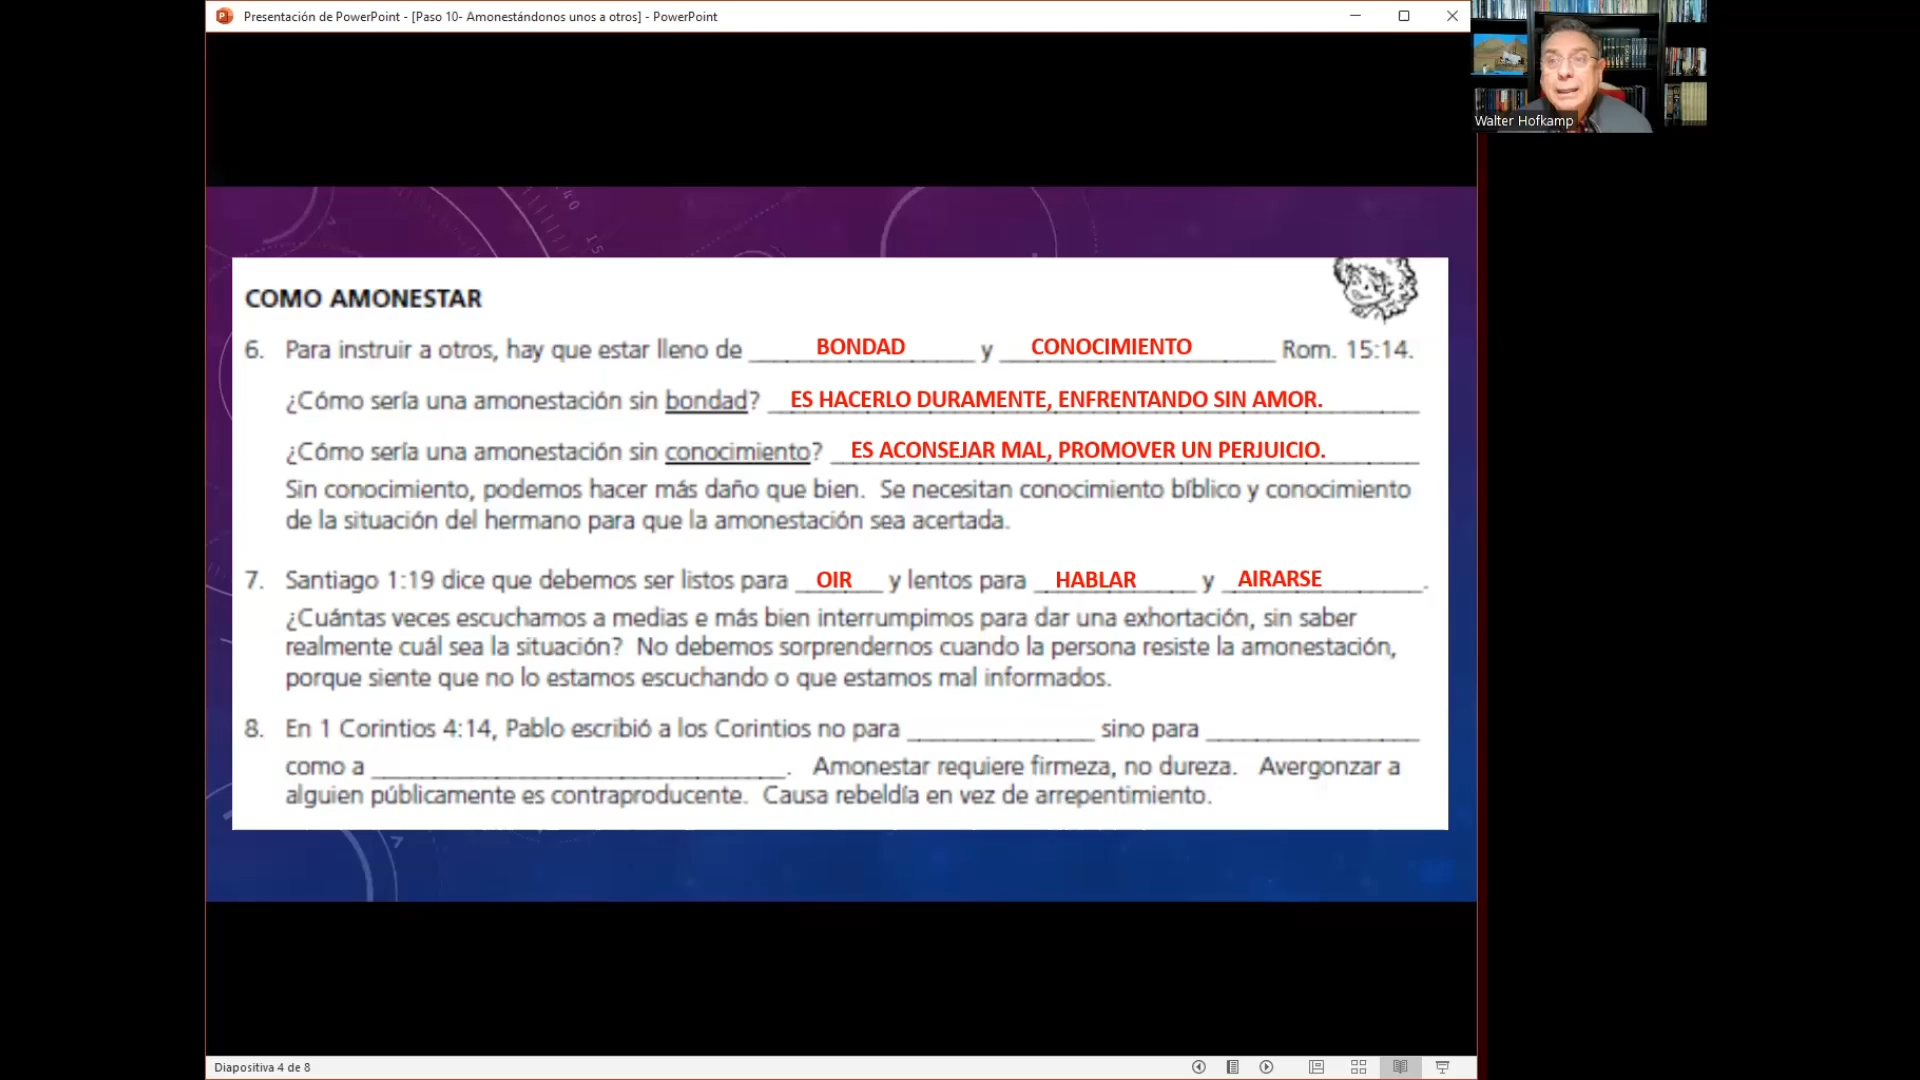 Presentación de PowerPoint - [Paso 10- Amonestándonos unos a otros] - PowerPoint
Walter Hofkamp
COMO AMONESTAR
6. Para instruir a otros, hay que estar lleno de BONDAD y CONOCIMIENTO Rom. 15:14.
¿Cómo sería una amonestación sin bondad? ES HACERLO DURAMENTE, ENFRENTANDO SIN AMOR.
¿Cómo sería una amonestación sin conocimiento? ES ACONSEJAR MAL, PROMOVER UN PERJUICIO.
Sin conocimiento, podemos hacer más daño que bien. Se necesitan conocimiento bíblico y conocimiento
de la situación del hermano para que la amonestación sea acertada.
7. Santiago 1:19 dice que debemos ser listos para OIR y lentos para HABLAR y AIRARSE.
¿Cuántas veces escuchamos a medias e más bien interrumpimos para dar una exhortación, sin saber
realmente cuál sea la situación? No debemos sorprendernos cuando la persona resiste la amonestación,
porque siente que no lo estamos escuchando o que estamos mal informados.
8. En 1 Corintios 4:14, Pablo escribió a los Corintios no para ______________ sino para ________________
como a ________________________________. Amonestar requiere firmeza, no dureza. Avergonzar a
alguien públicamente es contraproducente. Causa rebeldía en vez de arrepentimiento.
Diapositiva 4 de 8